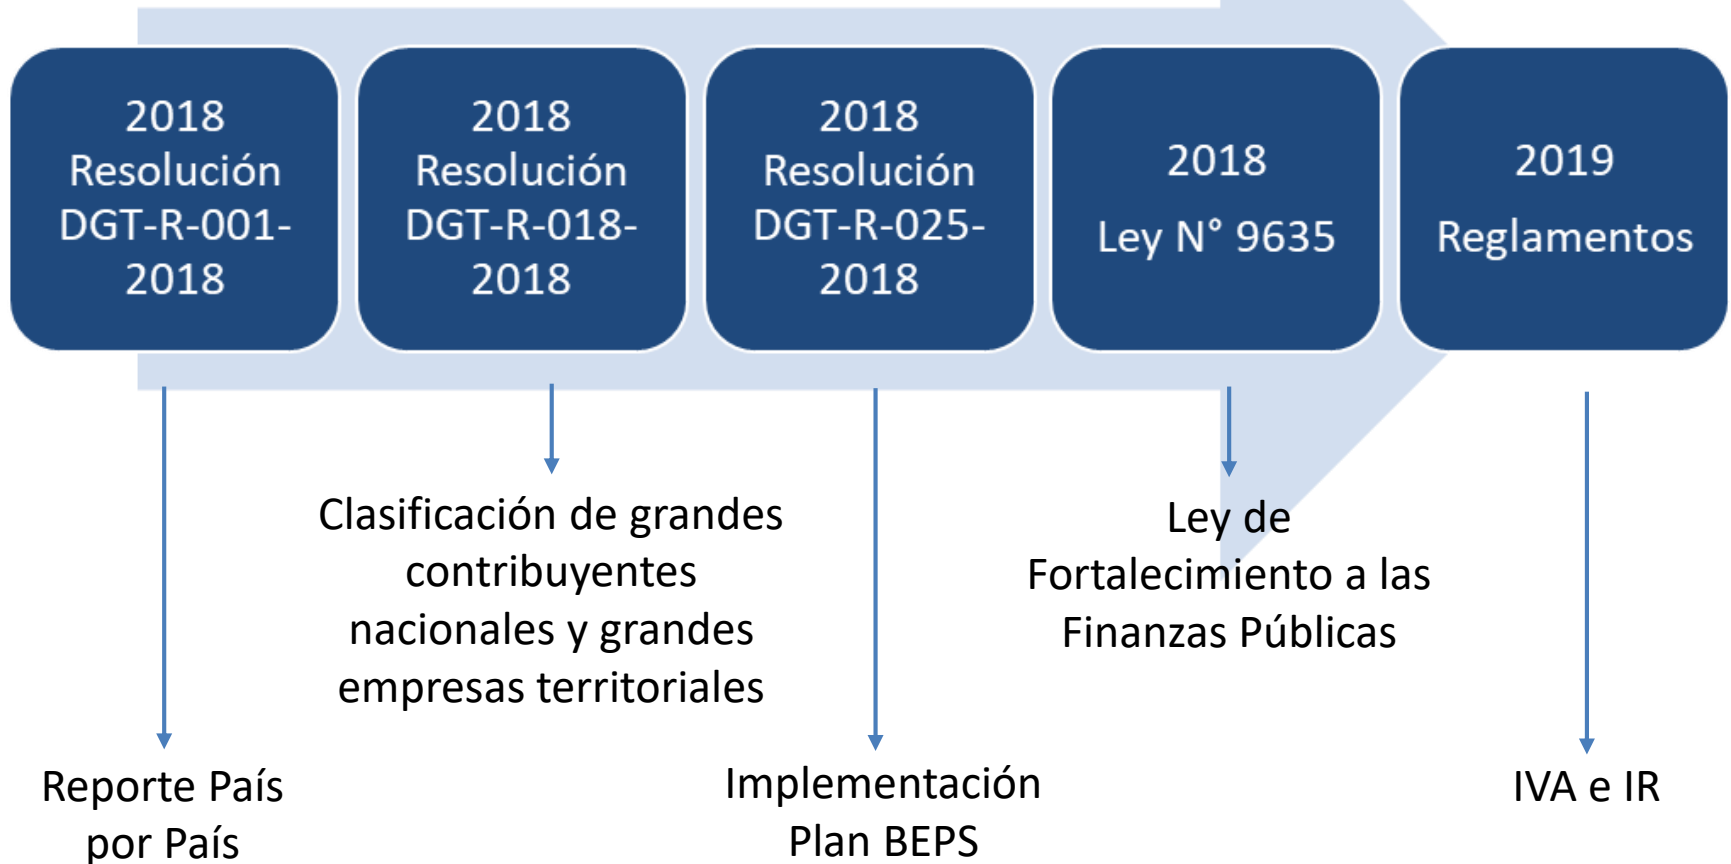 2018
Resolución
DGT-R-001-
2018
2018
Resolución
DGT-R-018-
2018
2018
Resolución
DGT-R-025-
2018
2018
Ley N° 9635
2019
Reglamentos
Clasificación de grandes
contribuyentes
nacionales y grandes
empresas territoriales
Ley de
Fortalecimiento a las
Finanzas Públicas
Reporte País
por País
Implementación
Plan BEPS
IVA e IR